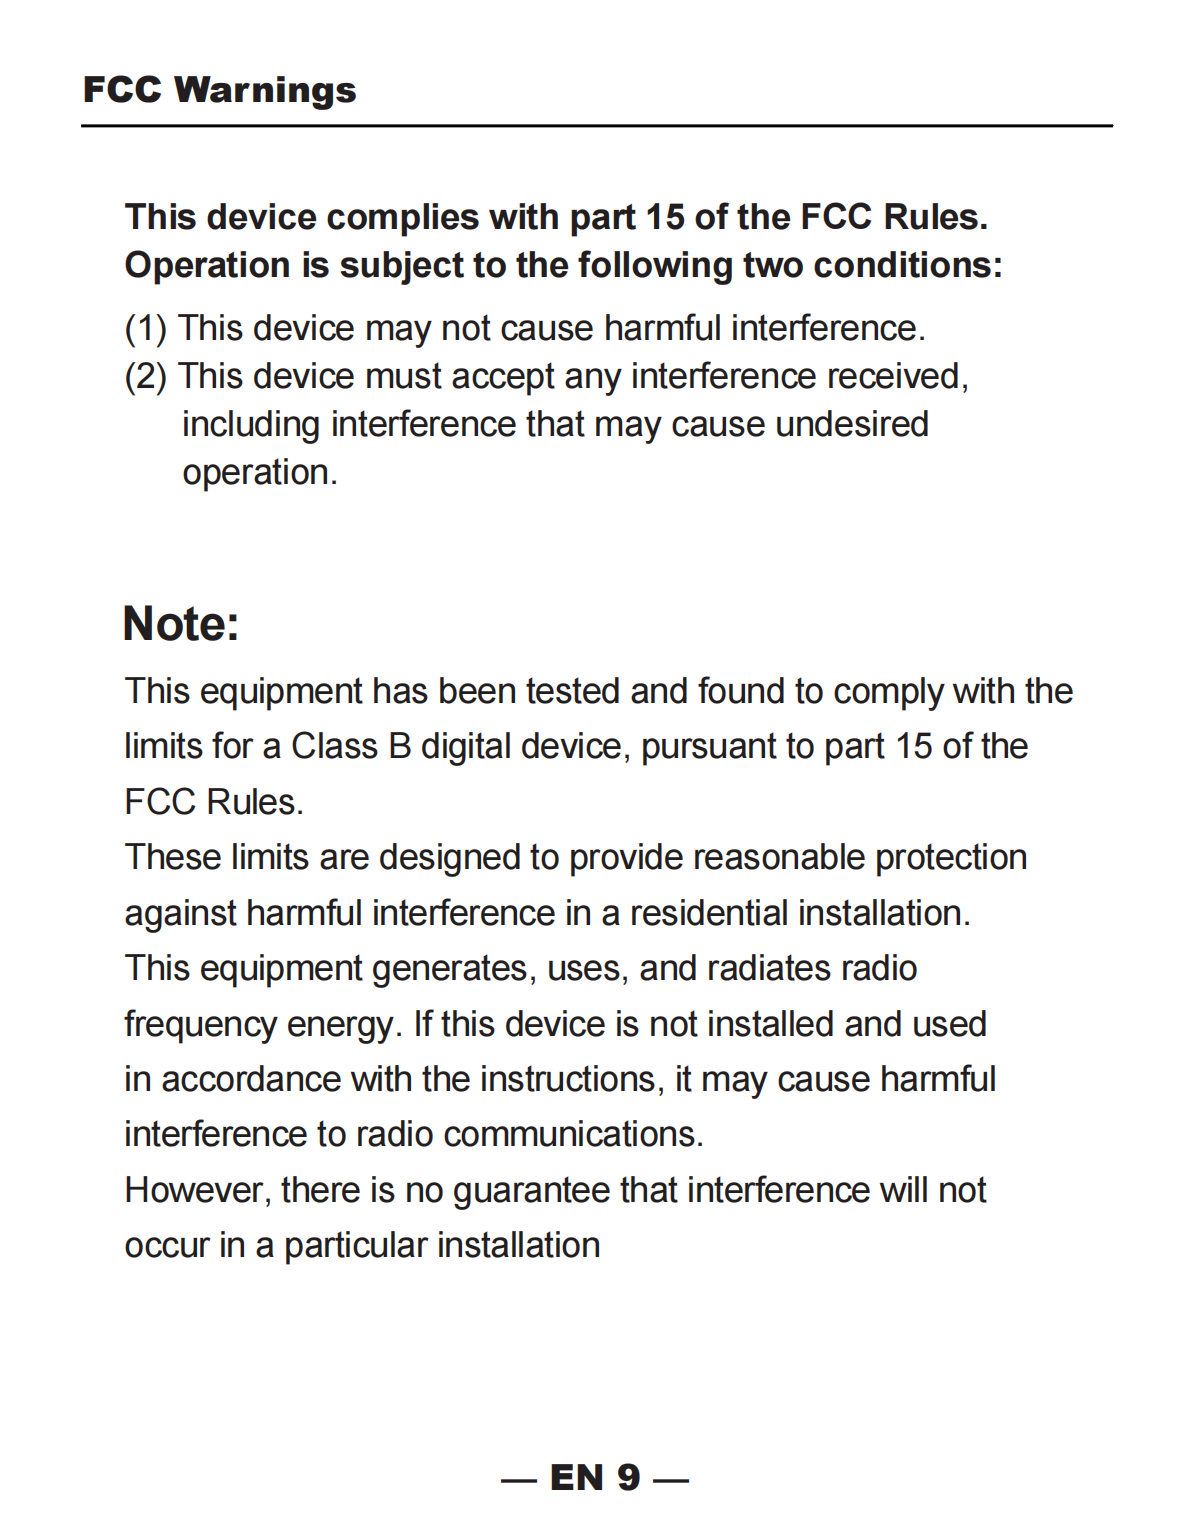 FCC Warnings
This device complies with part 15 of the FCC Rules.
Operation is subject to the following two conditions:
(1) This device may not cause harmful interference.
(2) This device must accept any interference received,
including interference that may cause undesired
operation.
Note:
This equipment has been tested and found to comply with the
limits for a Class B digital device, pursuant to part 15 of the
FCC Rules.
These limits are designed to provide reasonable protection
against harmful interference in a residential installation.
This equipment generates, uses, and radiates radio
frequency energy. If this device is not installed and used
in accordance with the instructions, it may cause harmful
interference to radio communications.
However, there is no guarantee that interference will not
occur in a particular installation
— EN 9 —